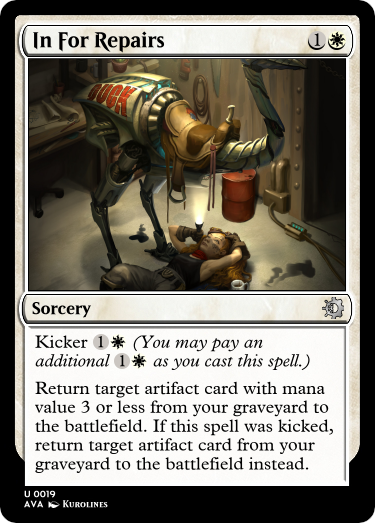 In For Repairs 1
BUCK
Sorcery
Kicker 1 (You may pay an
additional 1 as you cast this spell.)
Return target artifact card with mana
value 3 or less from your graveyard to
the battlefield. If this spell was kicked,
return target artifact card from your
graveyard to the battlefield instead.
U 0019
AVA KUROLINES